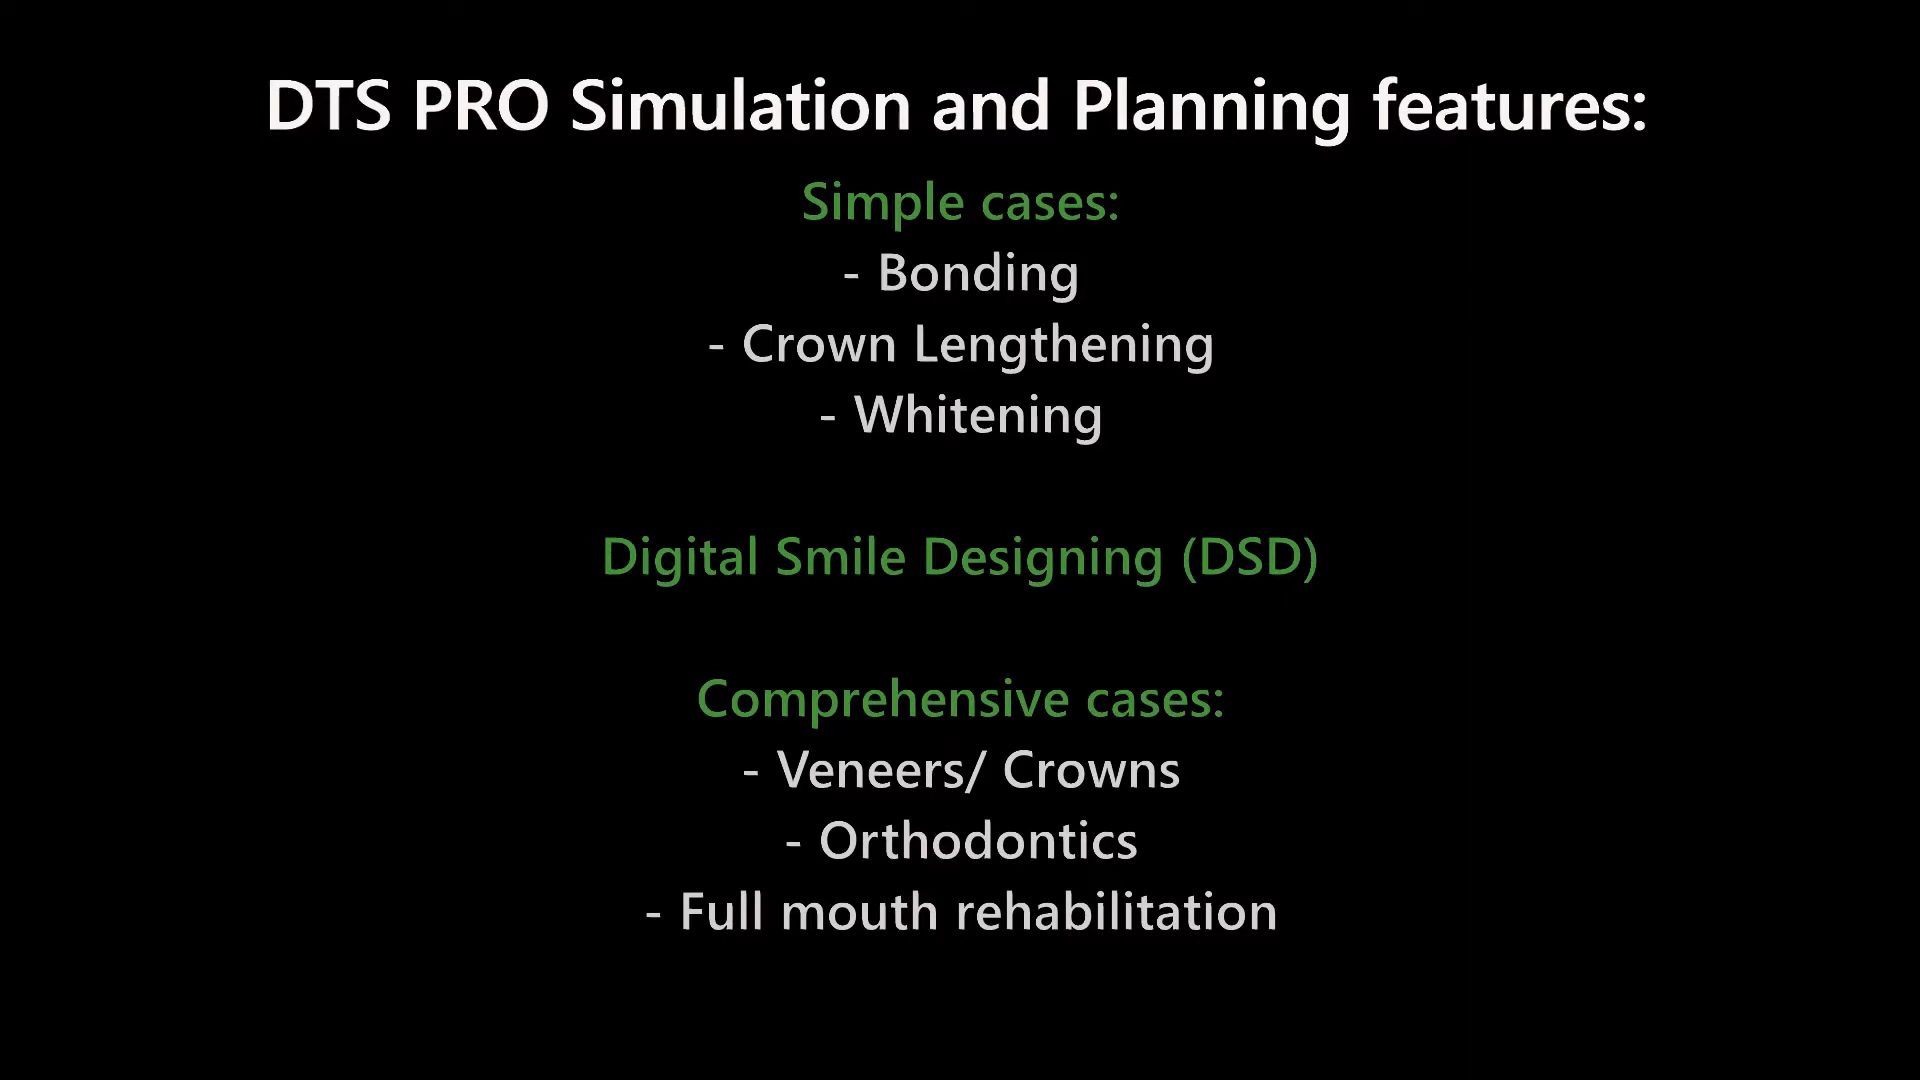 DTS PRO Simulation and Planning features:
Simple cases:
- Bonding
- Crown Lengthening
- Whitening
Digital Smile Designing (DSD)
Comprehensive cases:
- Veneers/ Crowns
- Orthodontics
- Full mouth rehabilitation